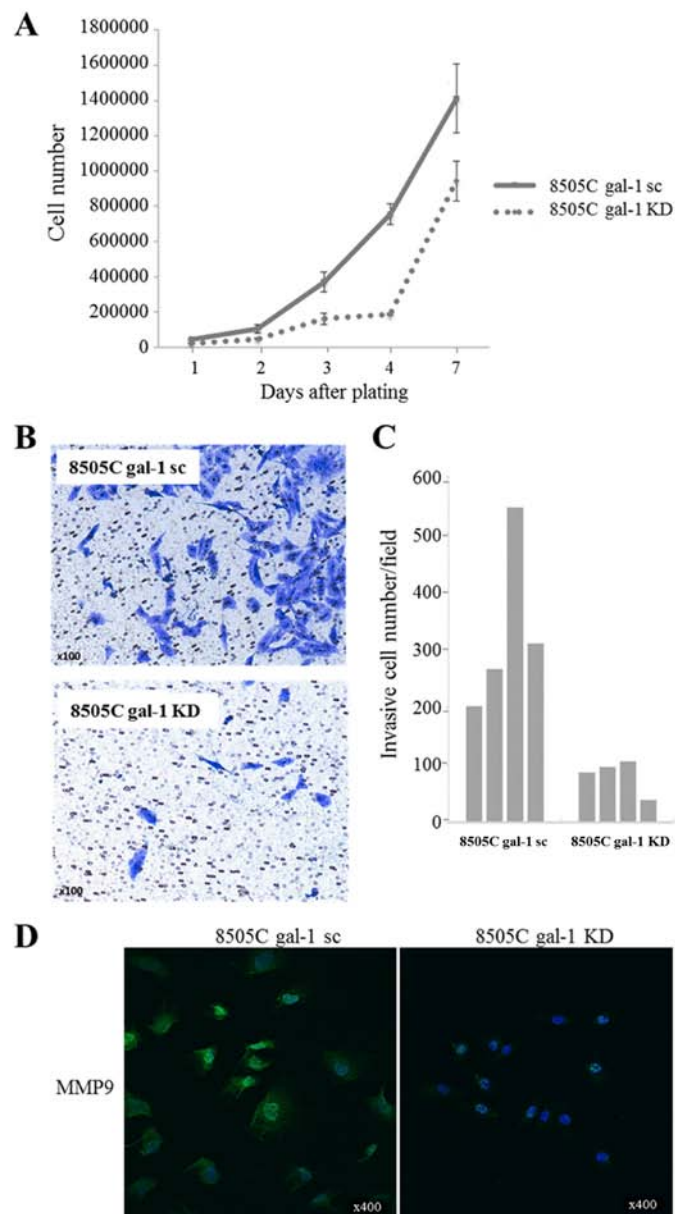 A
1800000
1600000
1400000
1200000
1000000
800000
600000
400000
200000
0
Cell number
1 2 3 4 7
Days after plating
8505C gal-1 sc
8505C gal-1 KD
B
8505C gal-1 sc
x100
8505C gal-1 KD
x100
C
600
500
400
300
200
100
0
Invasive cell number/field
8505C gal-1 sc 8505C gal-1 KD
D
8505C gal-1 sc 8505C gal-1 KD
MMP9
x400 x400